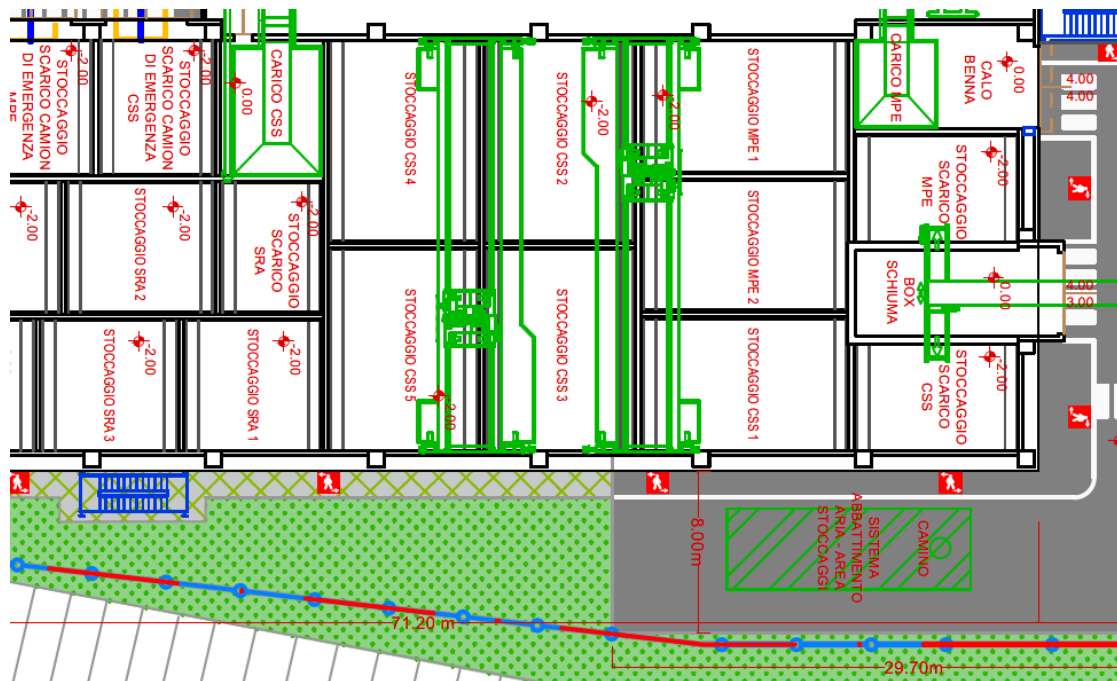 STOCCAGGIO
SCARICO CAMION
DI EMERGENZA
MPE
-2.00
STOCCAGGIO
SCARICO CAMION
DI EMERGENZA
CSS
-2.00
CARICO CSS
0.00
STOCCAGGIO CSS 4
STOCCAGGIO CSS 2
-2.00
-2.00
STOCCAGGIO MPE 1
CARICO MPE
CALO
BENNA
0.00
4.00
4.00
-2.00
STOCCAGGIO SRA 2
-2.00
STOCCAGGIO
SCARICO
SRA
-2.00
STOCCAGGIO MPE 2
STOCCAGGIO
SCARICO
MPE
-2.00
BOX
SCHIUMA
0.00
4.00
3.00
STOCCAGGIO SRA 3
-2.00
STOCCAGGIO SRA 1
-2.00
STOCCAGGIO CSS 5
-2.00
STOCCAGGIO CSS 3
STOCCAGGIO CSS 1
STOCCAGGIO
SCARICO
CSS
-2.00
8.00m
SISTEMA
ABBATTIMENTO
ARIA - AREA
STOCCAGGI
CAMINO
71.20 m
29.70m